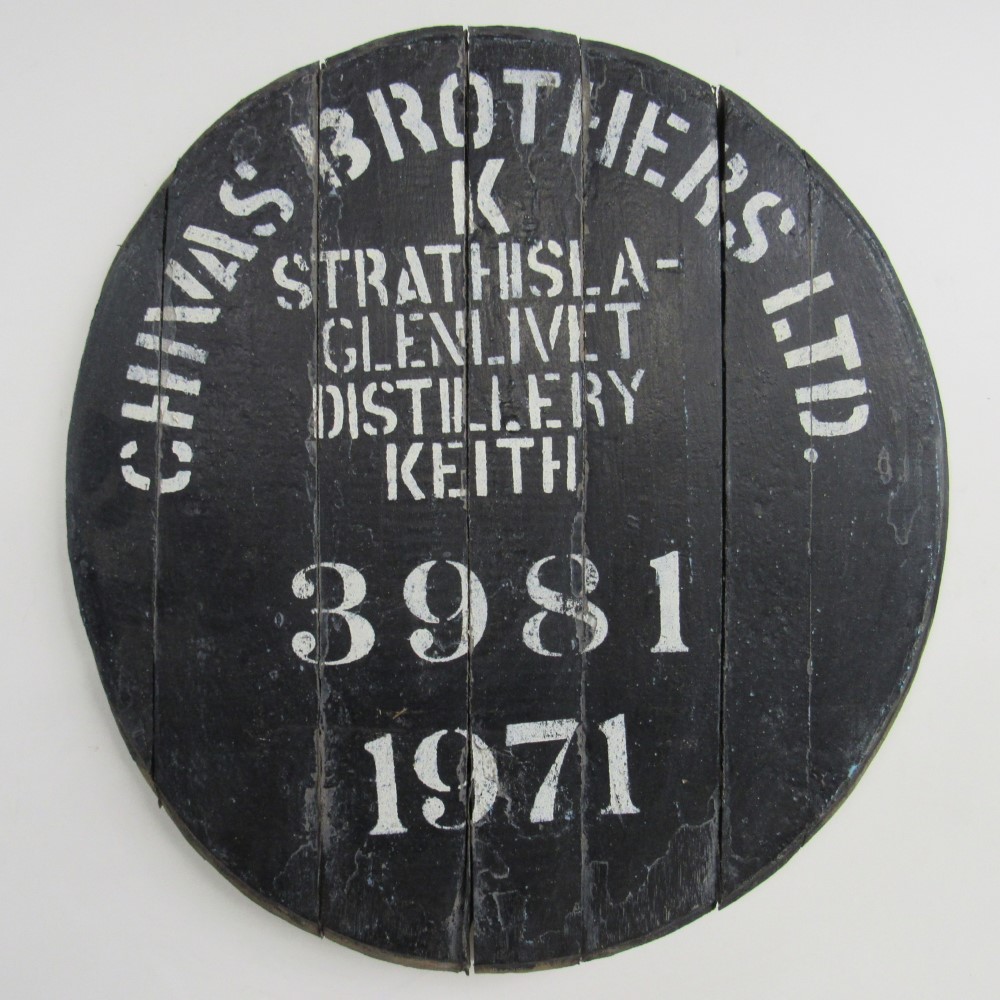 CHIVAS BROTHERS LTD.
K
STRATHISLA-
GLENLIVET
DISTILLERY
KEITH
3981
1971